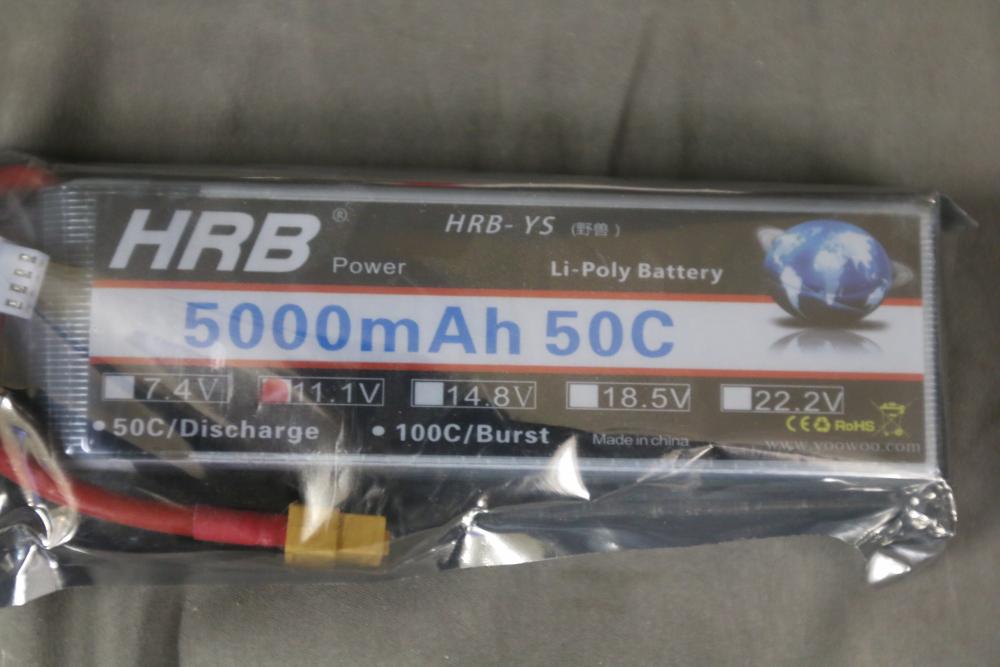 HRB®
Power
HRB-YS (野兽)
Li-Poly Battery
5000mAh 50C
7.4V 11.1V 14.8V 18.5V 22.2V
• 50C/Discharge • 100C/Burst Made in china
CE RoHS
www.yoowoo.com